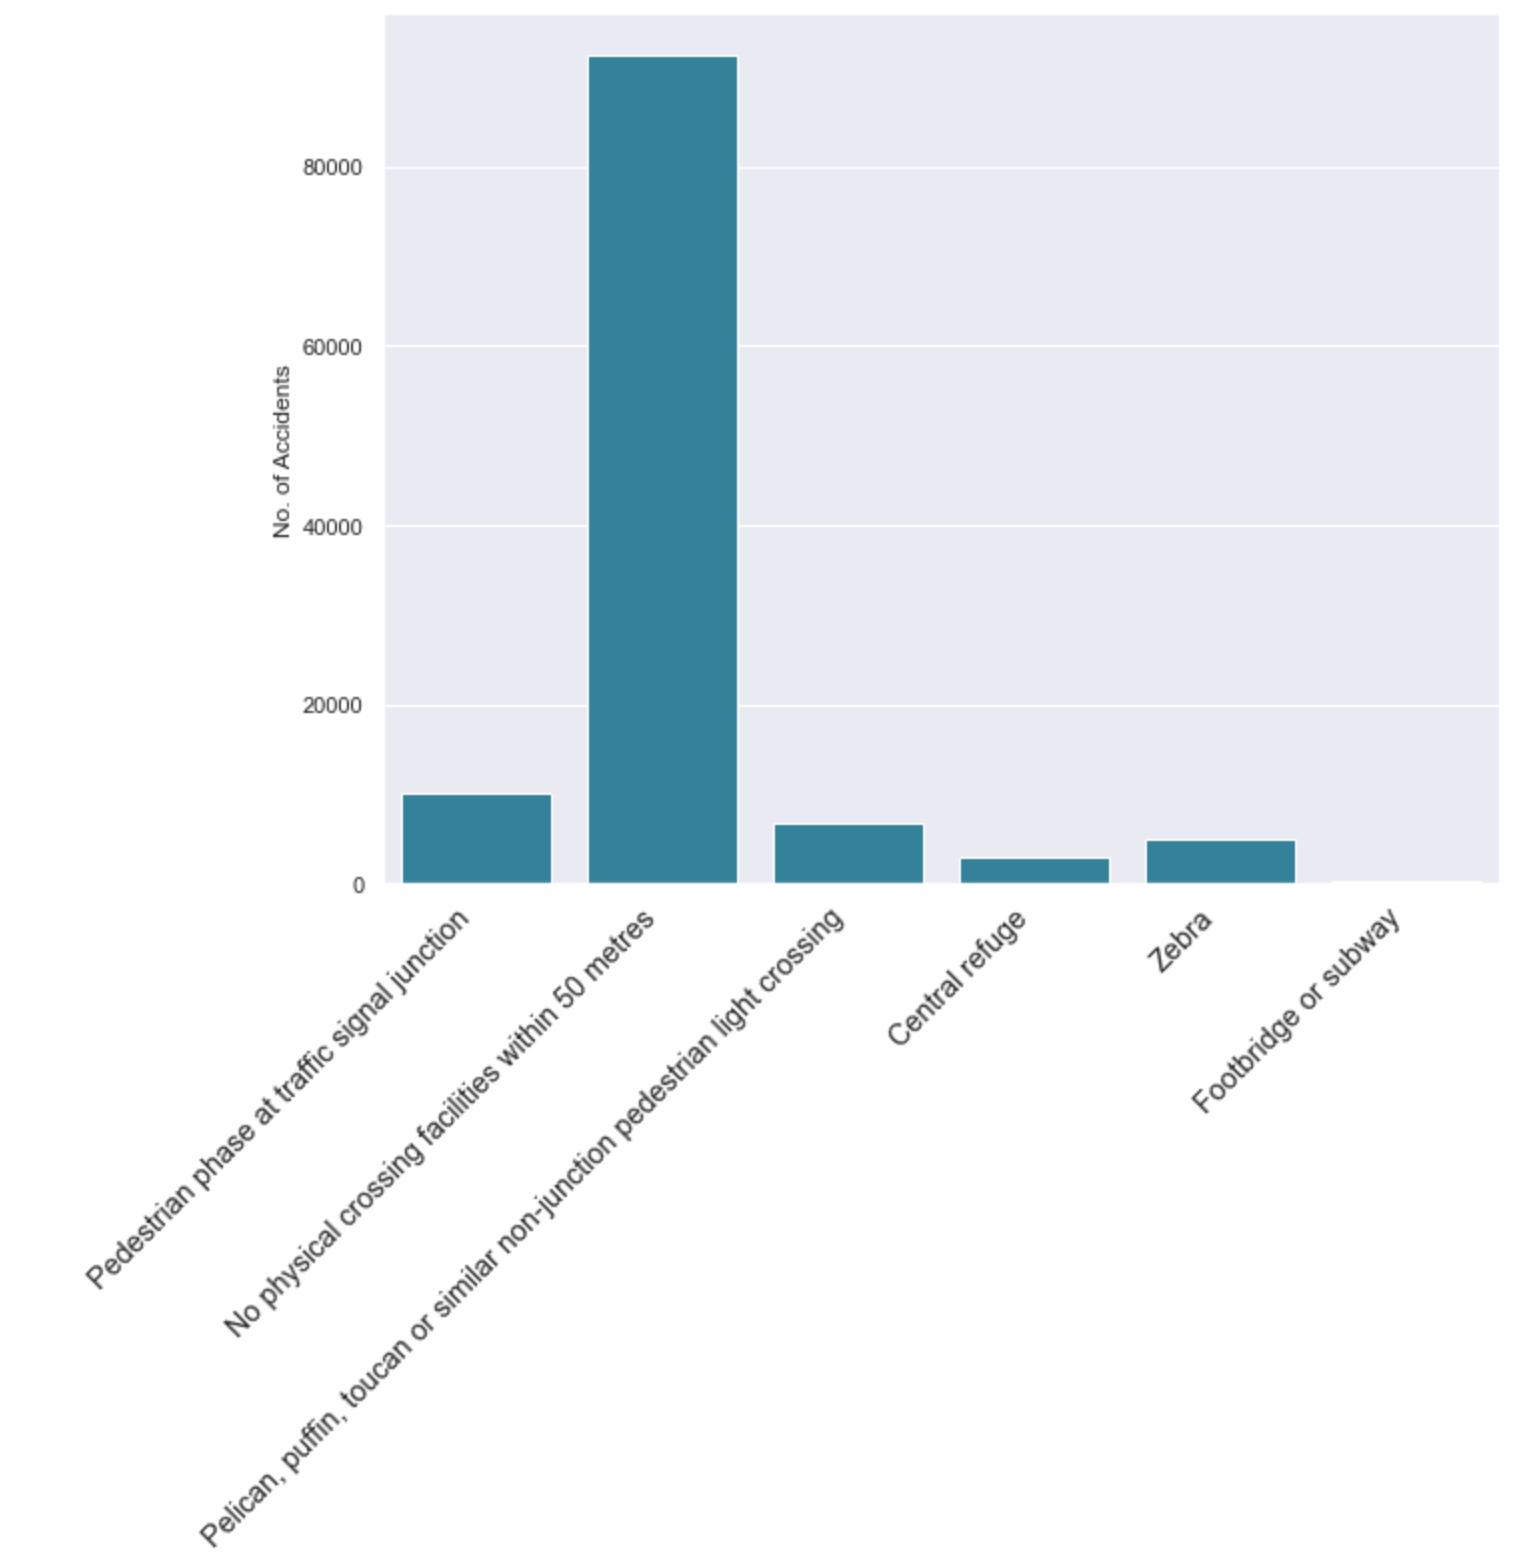 80000
60000
40000
20000
0
No. of Accidents
Pedestrian phase at traffic signal junction
No physical crossing facilities within 50 metres
Pelican, puffin, toucan or similar non-junction pedestrian light crossing
Central refuge
Zebra
Footbridge or subway